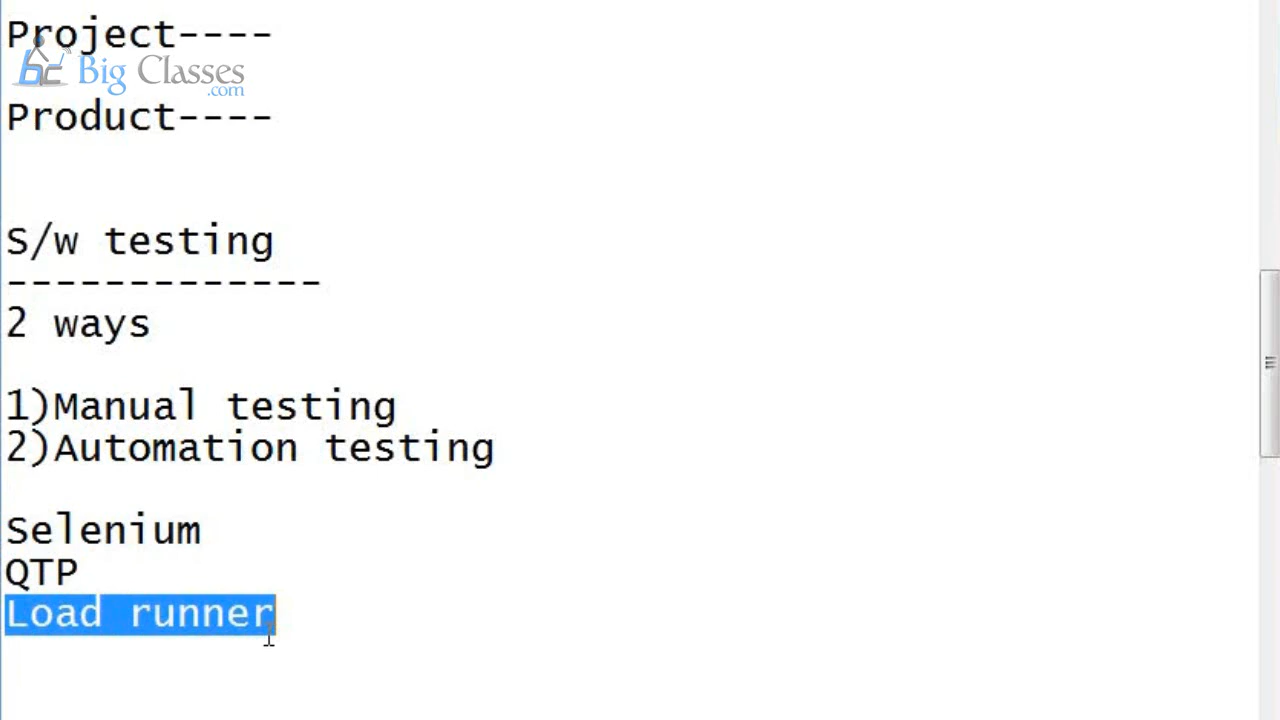 Project----
Big Classes
.com
Product----
S/w testing
-------------
2 ways
1)Manual testing
2)Automation testing
Selenium
QTP
Load runner